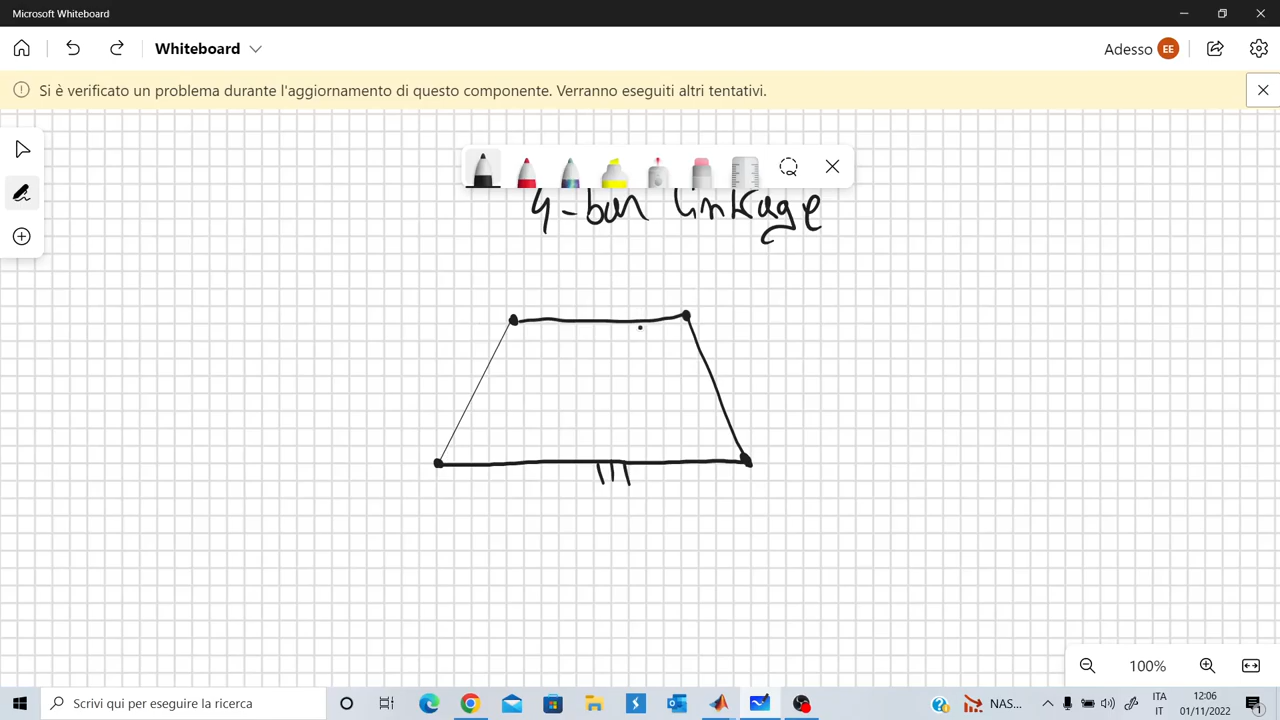 Microsoft Whiteboard
Whiteboard
Adesso EE
Si è verificato un problema durante l'aggiornamento di questo componente. Verranno eseguiti altri tentativi.
4-bar linkage
100%
Scrivi qui per eseguire la ricerca
NAS...
ITA
IT
12:06
01/11/2022
1